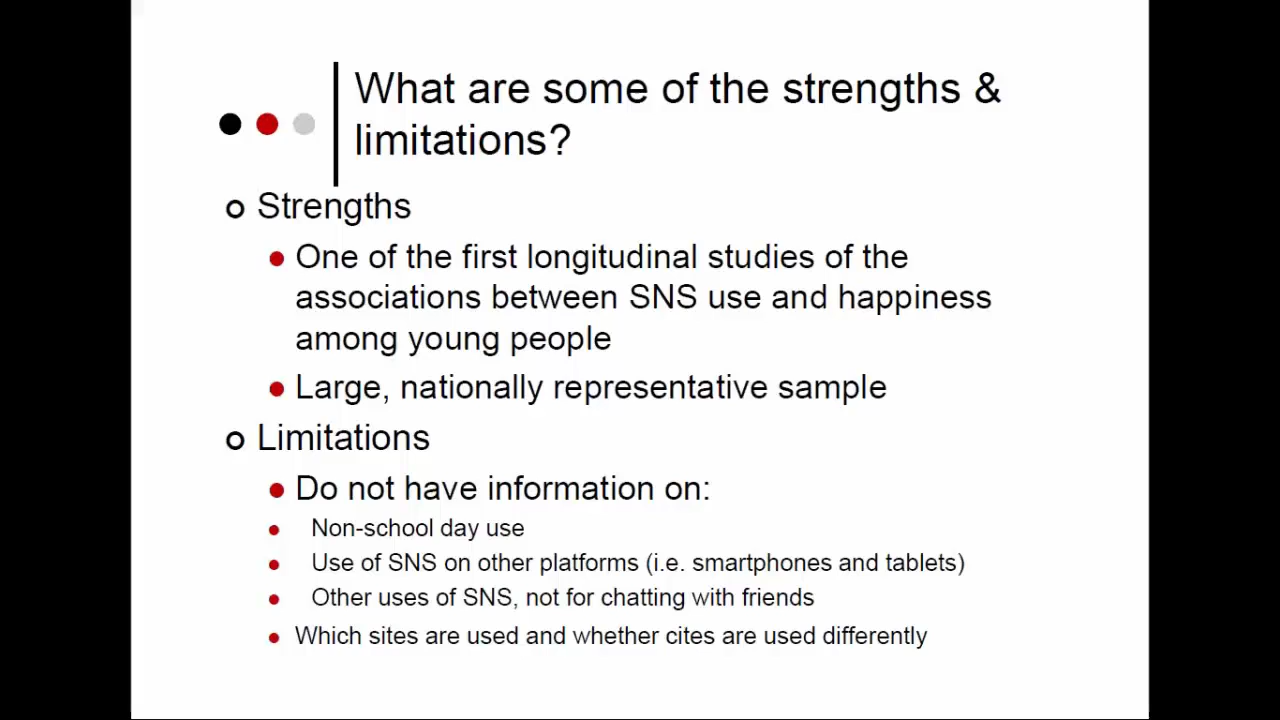 What are some of the strengths &
limitations?
Strengths
One of the first longitudinal studies of the
associations between SNS use and happiness
among young people
Large, nationally representative sample
Limitations
Do not have information on:
Non-school day use
Use of SNS on other platforms (i.e. smartphones and tablets)
Other uses of SNS, not for chatting with friends
Which sites are used and whether cites are used differently